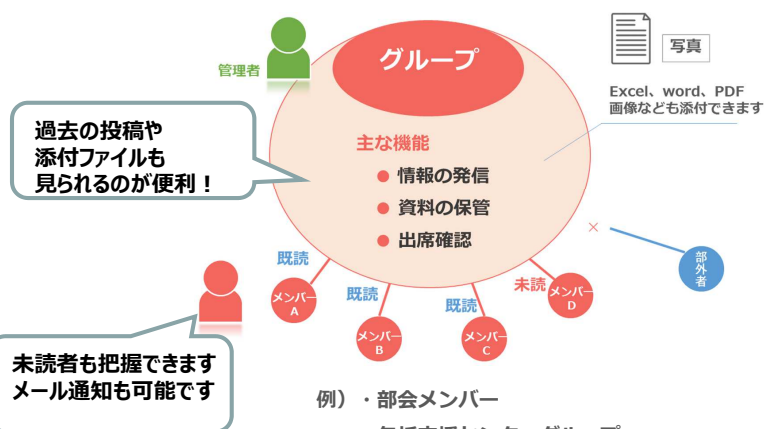 管理者
グループ
写真
Excel、word、PDF
画像なども添付できます
過去の投稿や
添付ファイルも
見られるのが便利！
主な機能
● 情報の発信
● 資料の保管
● 出席確認
×
部外者
既読
既読
既読
未読
メンバー
A
メンバー
B
メンバー
C
メンバー
D
未読者も把握できます
メール通知も可能です
例）・部会メンバー